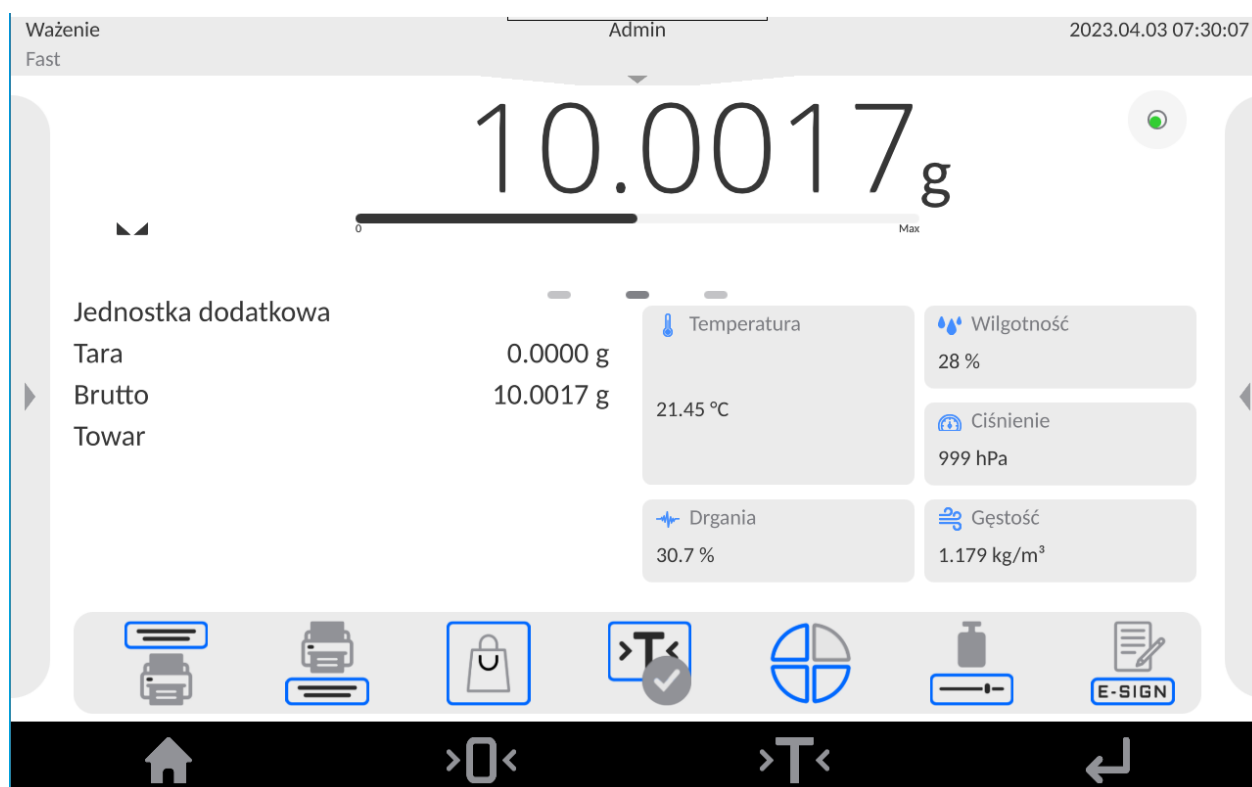 Ważenie
Admin
2023.04.03 07:30:07
Fast
10.0017 g
0
Max
Jednostka dodatkowa
Tara 0.0000 g
Brutto 10.0017 g
Towar
Temperatura
21.45 °C
Wilgotność
28 %
Ciśnienie
999 hPa
Drgania
30.7 %
Gęstość
1.179 kg/m³
>T<
E-SIGN
>0<
>T<